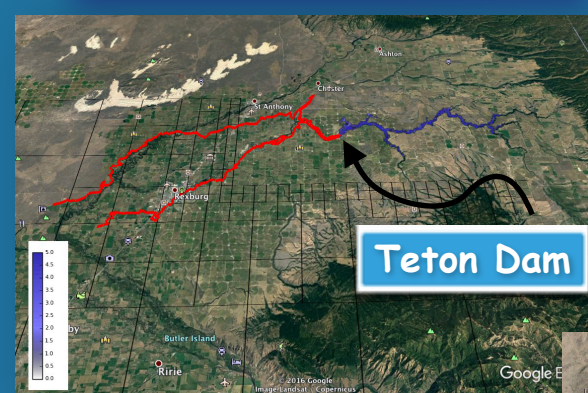 Ashton
Chester
St Anthony
Rexburg
Teton Dam
5.0
4.5
4.0
3.5
3.0
2.5
2.0
1.5
1.0
0.5
0.0
by
Butler Island
Ririe
© 2016 Google
Image Landsat / Copernicus
Google E